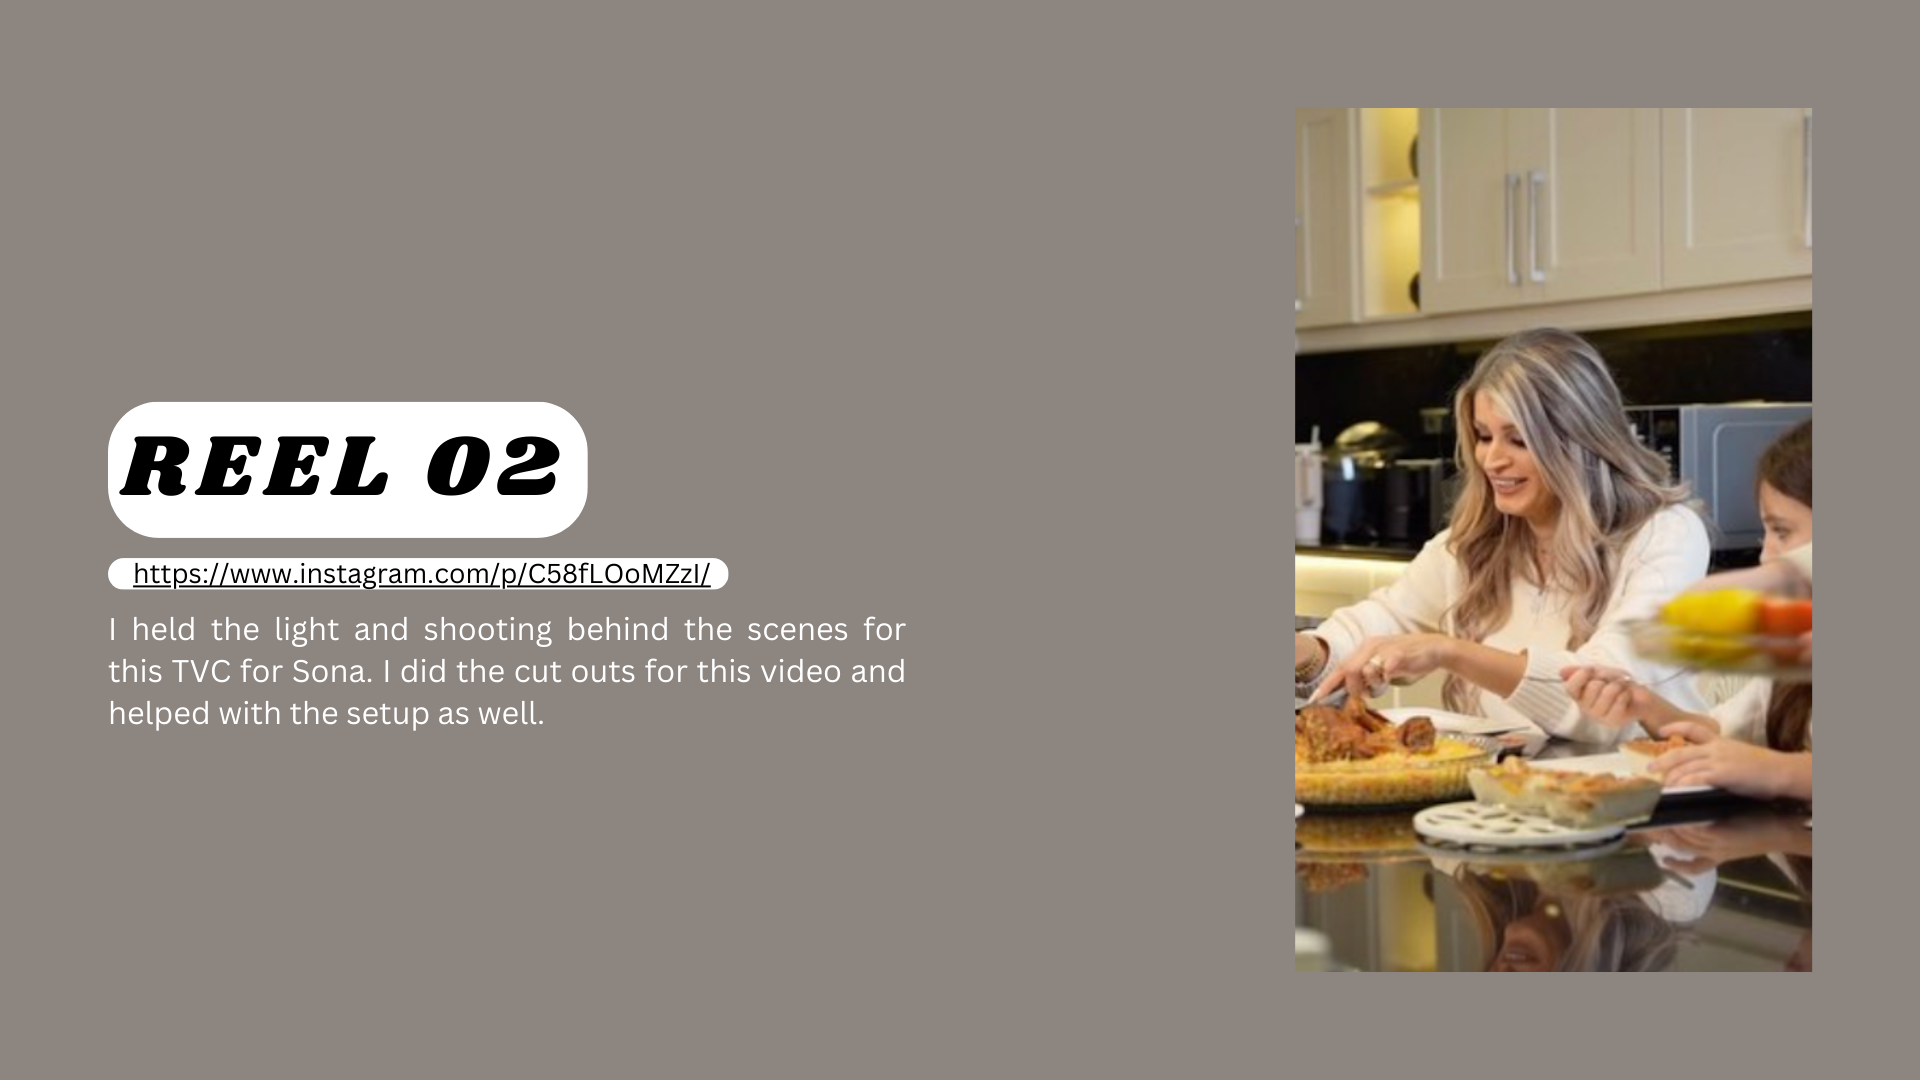 REEL 02
https://www.instagram.com/p/C58fLOoMZzI/
I held the light and shooting behind the scenes for
this TVC for Sona. I did the cut outs for this video and
helped with the setup as well.